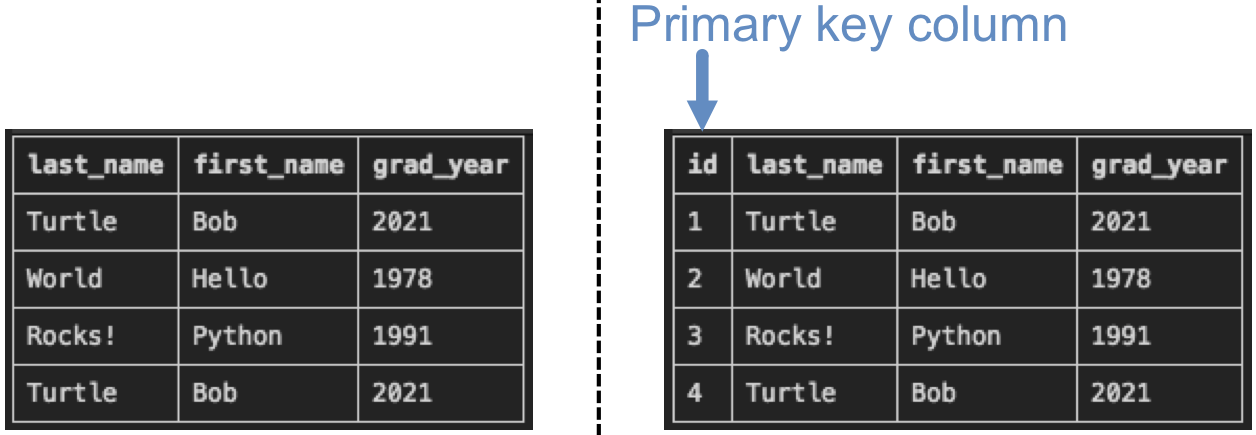 Primary key column
last_name first_name grad_year
Turtle Bob 2021
World Hello 1978
Rocks! Python 1991
Turtle Bob 2021
id last_name first_name grad_year
1 Turtle Bob 2021
2 World Hello 1978
3 Rocks! Python 1991
4 Turtle Bob 2021